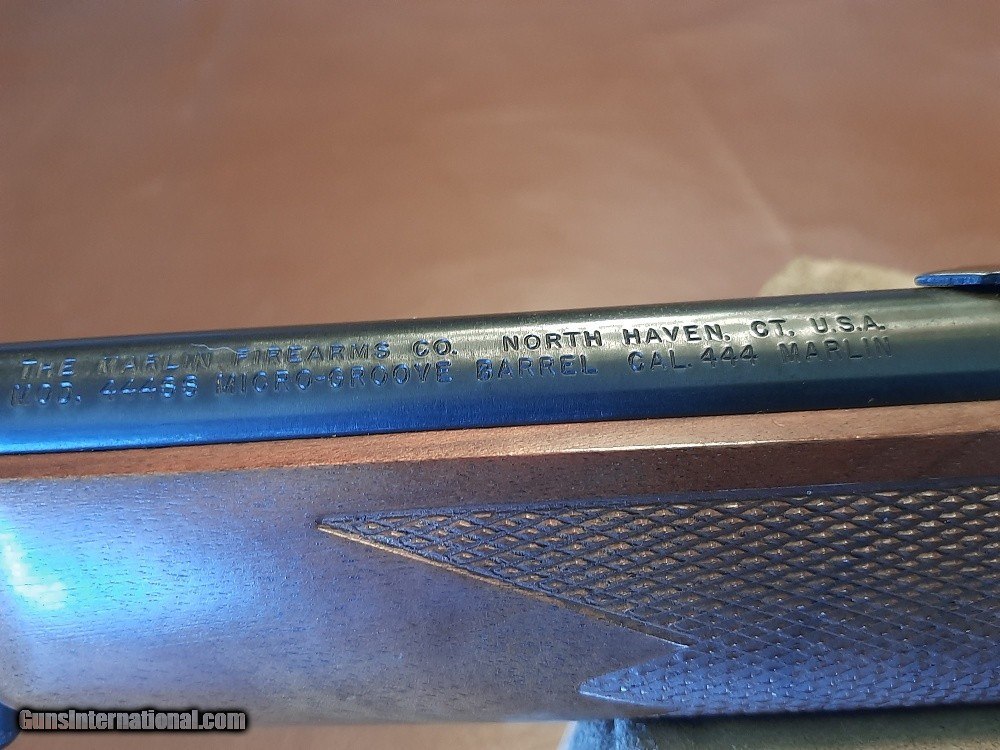 THE MARLIN FIREARMS CO. NORTH HAVEN, CT. U.S.A.
MOD. 444SS MICRO-GROOVE BARREL CAL. 444 MARLIN
GunsInternational.com